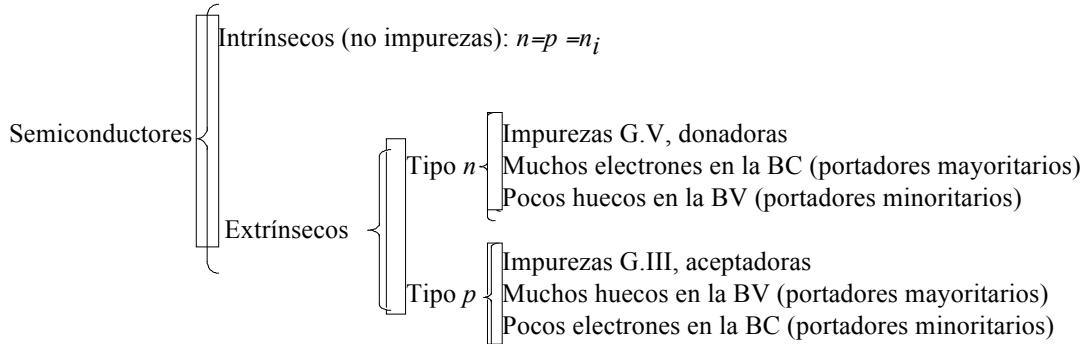 Intrínsecos (no impurezas): n=p =ni
Semiconductores
Extrínsecos
Tipo n
Impurezas G.V, donadoras
Muchos electrones en la BC (portadores mayoritarios)
Pocos huecos en la BV (portadores minoritarios)
Tipo p
Impurezas G.III, aceptadoras
Muchos huecos en la BV (portadores mayoritarios)
Pocos electrones en la BC (portadores minoritarios)